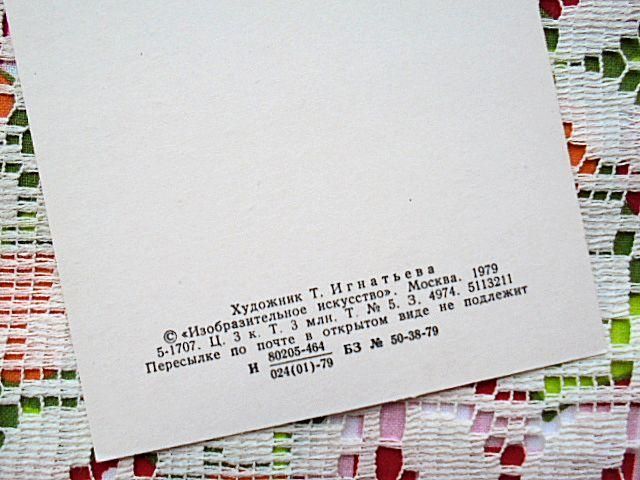 Художник Т. Игнатьева
© «Изобразительное искусство». Москва. 1979
5-1707. Ц. 3 к. Т. 3 млн. Т. № 5. З. 4974. 5113211
Пересылке по почте в открытом виде не подлежит
И 80205-464 БЗ № 50-38-79
024(01)-79